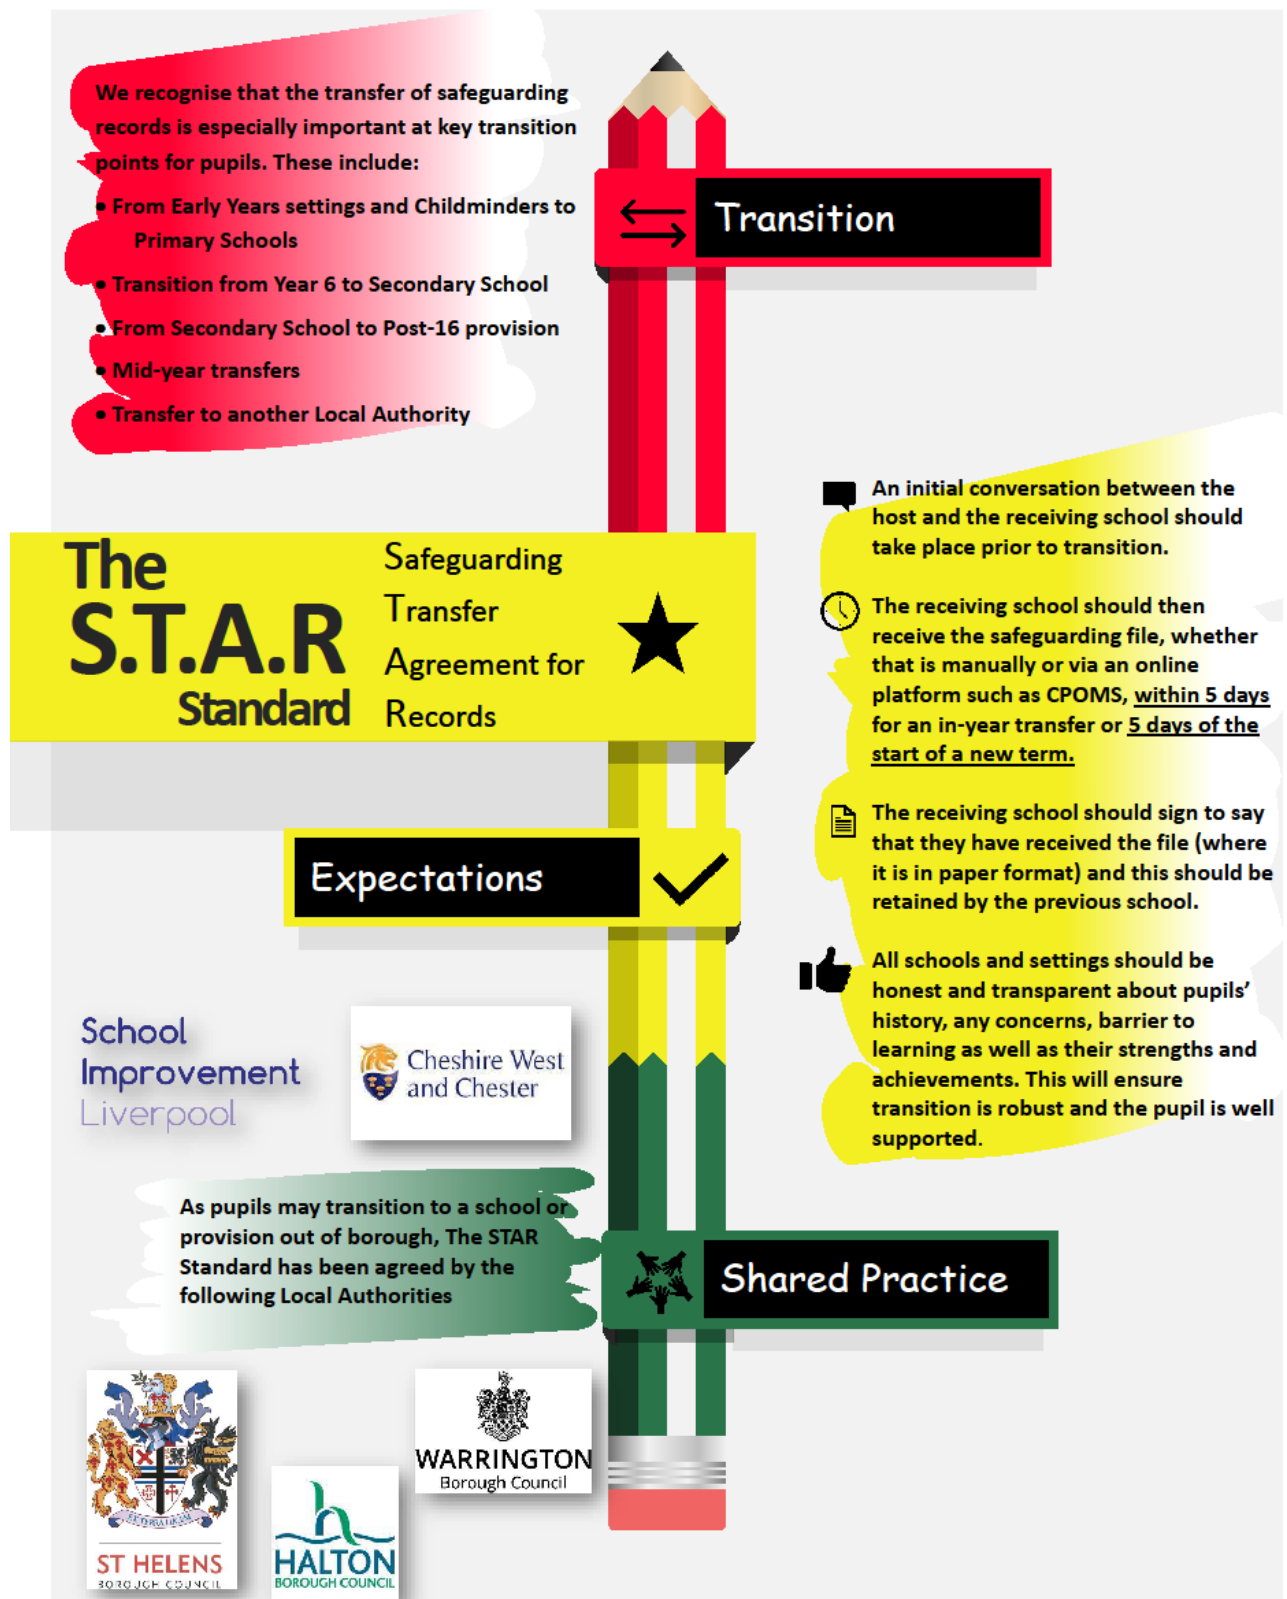 We recognise that the transfer of safeguarding
records is especially important at key transition
points for pupils. These include:
• From Early Years settings and Childminders to
Primary Schools
• Transition from Year 6 to Secondary School
• From Secondary School to Post-16 provision
• Mid-year transfers
• Transfer to another Local Authority
Transition
An initial conversation between the
host and the receiving school should
take place prior to transition.
The receiving school should then
receive the safeguarding file, whether
that is manually or via an online
platform such as CPOMS, within 5 days
for an in-year transfer or 5 days of the
start of a new term.
The receiving school should sign to say
that they have received the file (where
it is in paper format) and this should be
retained by the previous school.
All schools and settings should be
honest and transparent about pupils’
history, any concerns, barrier to
learning as well as their strengths and
achievements. This will ensure
transition is robust and the pupil is well
supported.
The
S.T.A.R
Standard
Safeguarding
Transfer
Agreement for
Records
Expectations
School
Improvement
Liverpool
Cheshire West
and Chester
As pupils may transition to a school or
provision out of borough, The STAR
Standard has been agreed by the
following Local Authorities
Shared Practice
ST HELENS
BOROUGH COUNCIL
HALTON
BOROUGH COUNCIL
WARRINGTON
Borough Council